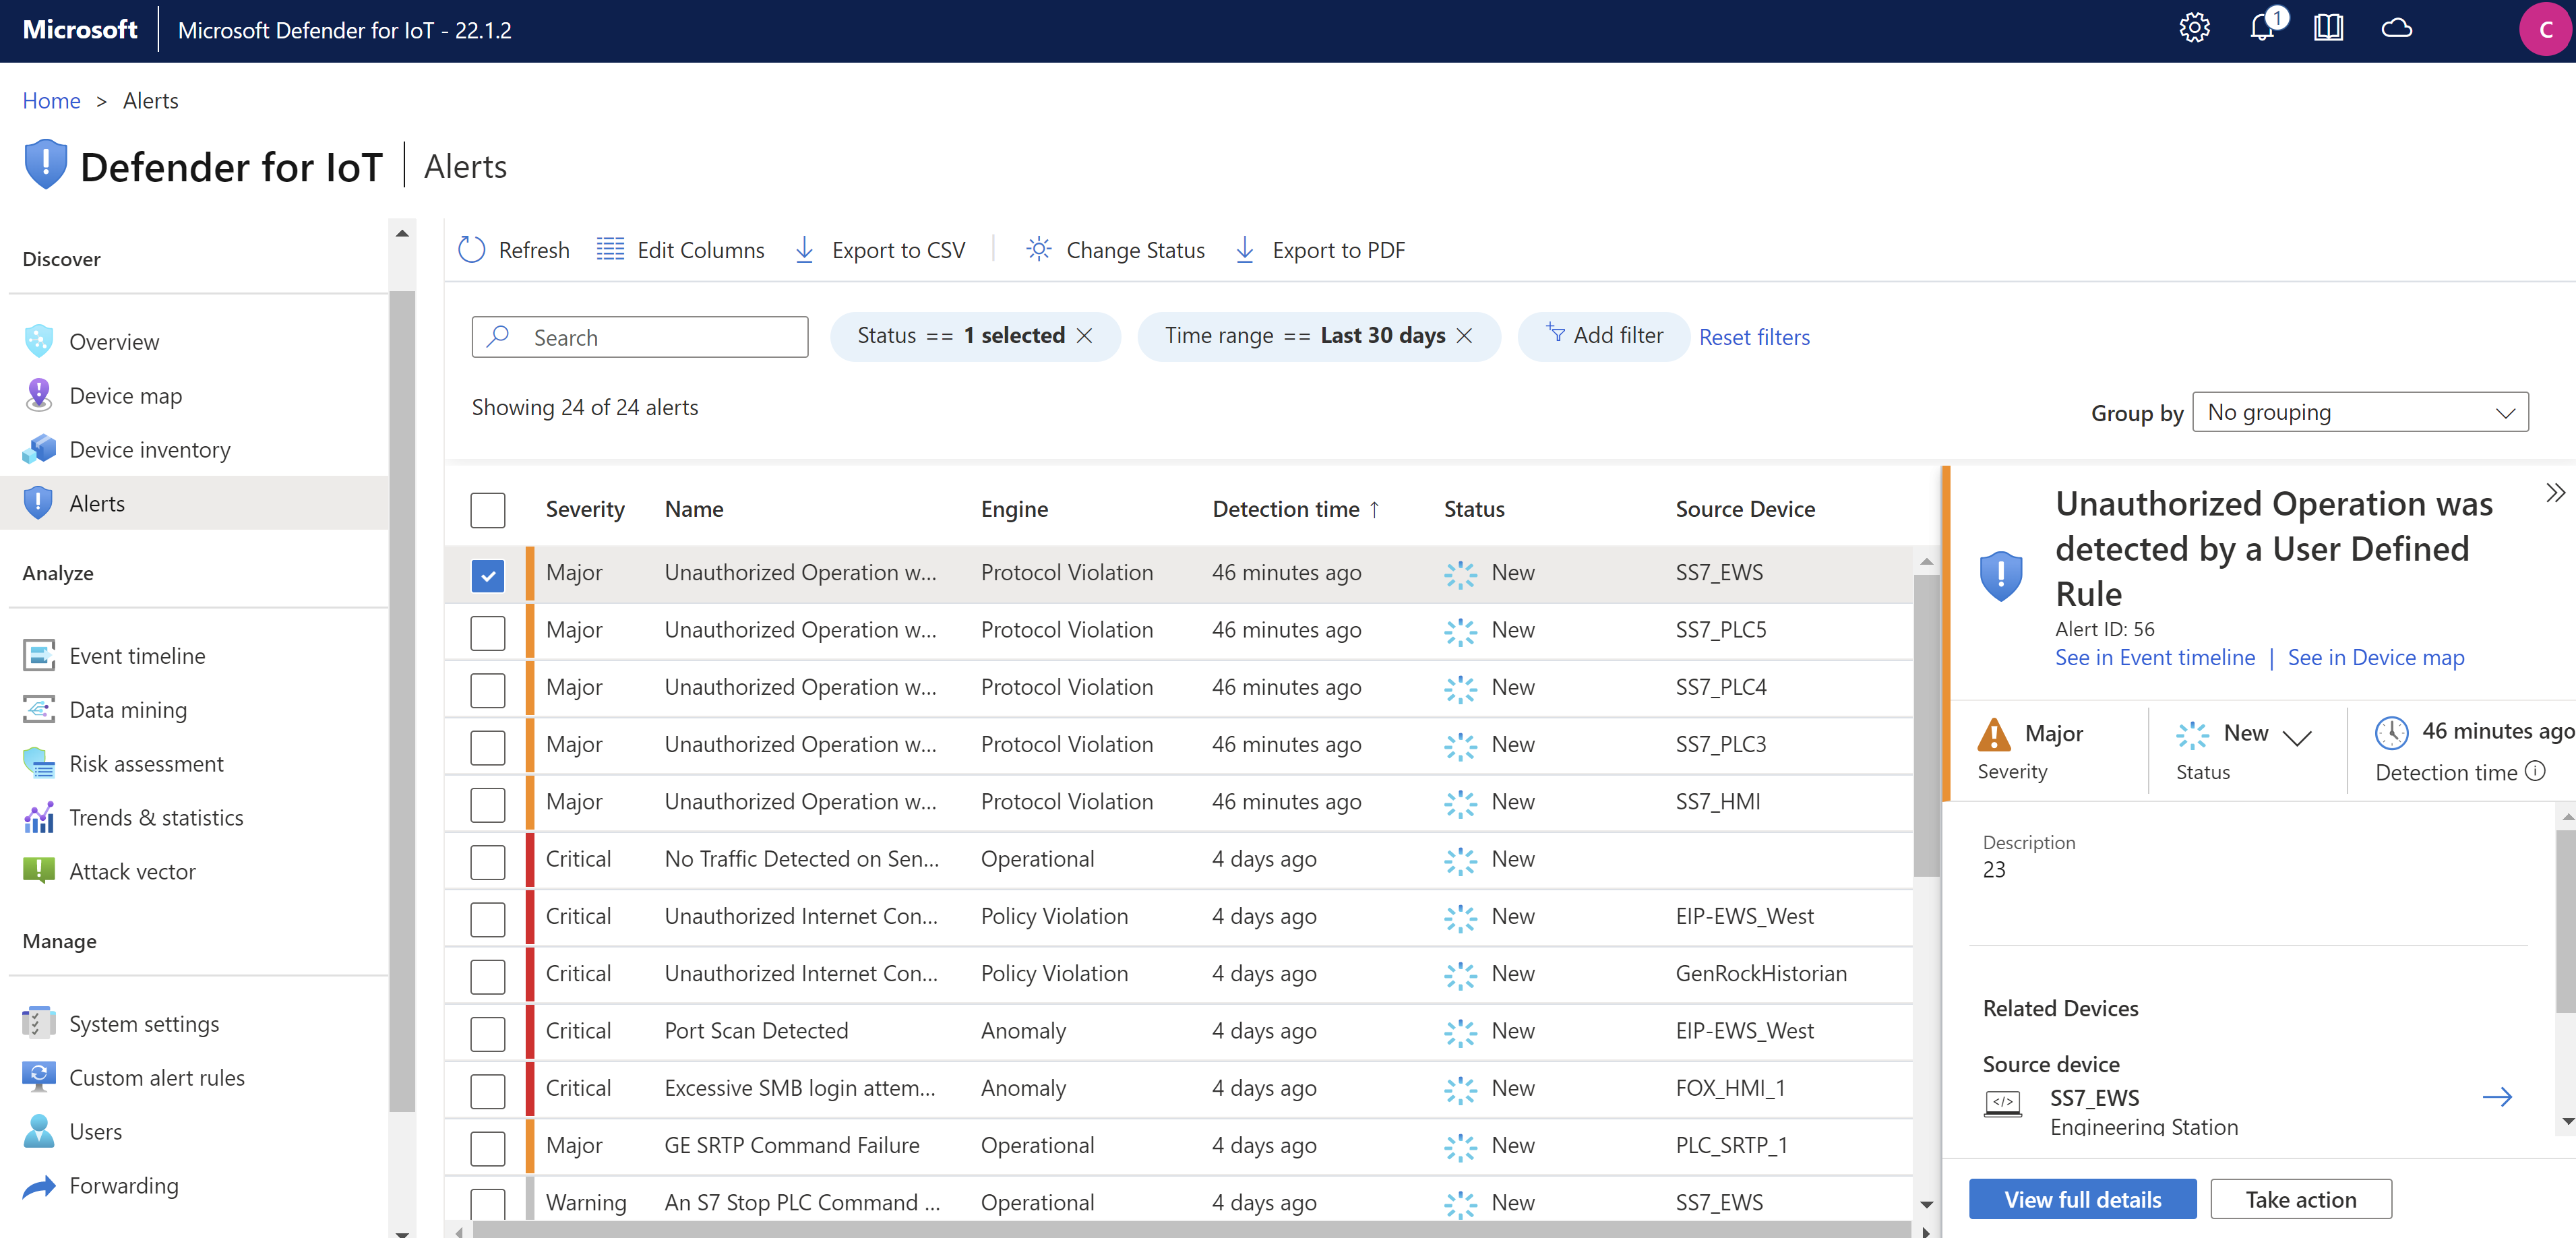 Microsoft | Microsoft Defender for IoT - 22.1.2
1
C
Home > Alerts
Defender for IoT | Alerts
Discover
Overview
Device map
Device inventory
Alerts
Analyze
Event timeline
Data mining
Risk assessment
Trends & statistics
Attack vector
Manage
System settings
Custom alert rules
Users
Forwarding
Refresh Edit Columns Export to CSV Change Status Export to PDF
Search Status == 1 selected Time range == Last 30 days Add filter Reset filters
Showing 24 of 24 alerts
Group by No grouping
Severity Name Engine Detection time ↑ Status Source Device
Major Unauthorized Operation w... Protocol Violation 46 minutes ago New SS7_EWS
Major Unauthorized Operation w... Protocol Violation 46 minutes ago New SS7_PLC5
Major Unauthorized Operation w... Protocol Violation 46 minutes ago New SS7_PLC4
Major Unauthorized Operation w... Protocol Violation 46 minutes ago New SS7_PLC3
Major Unauthorized Operation w... Protocol Violation 46 minutes ago New SS7_HMI
Critical No Traffic Detected on Sen... Operational 4 days ago New
Critical Unauthorized Internet Con... Policy Violation 4 days ago New EIP-EWS_West
Critical Unauthorized Internet Con... Policy Violation 4 days ago New GenRockHistorian
Critical Port Scan Detected Anomaly 4 days ago New EIP-EWS_West
Critical Excessive SMB login attem... Anomaly 4 days ago New FOX_HMI_1
Major GE SRTP Command Failure Operational 4 days ago New PLC_SRTP_1
Warning An S7 Stop PLC Command ... Operational 4 days ago New SS7_EWS
Unauthorized Operation was
detected by a User Defined
Rule
Alert ID: 56
See in Event timeline | See in Device map
Major New 46 minutes ago
Severity Status Detection time
Description
23
Related Devices
Source device
SS7_EWS
Engineering Station
View full details Take action